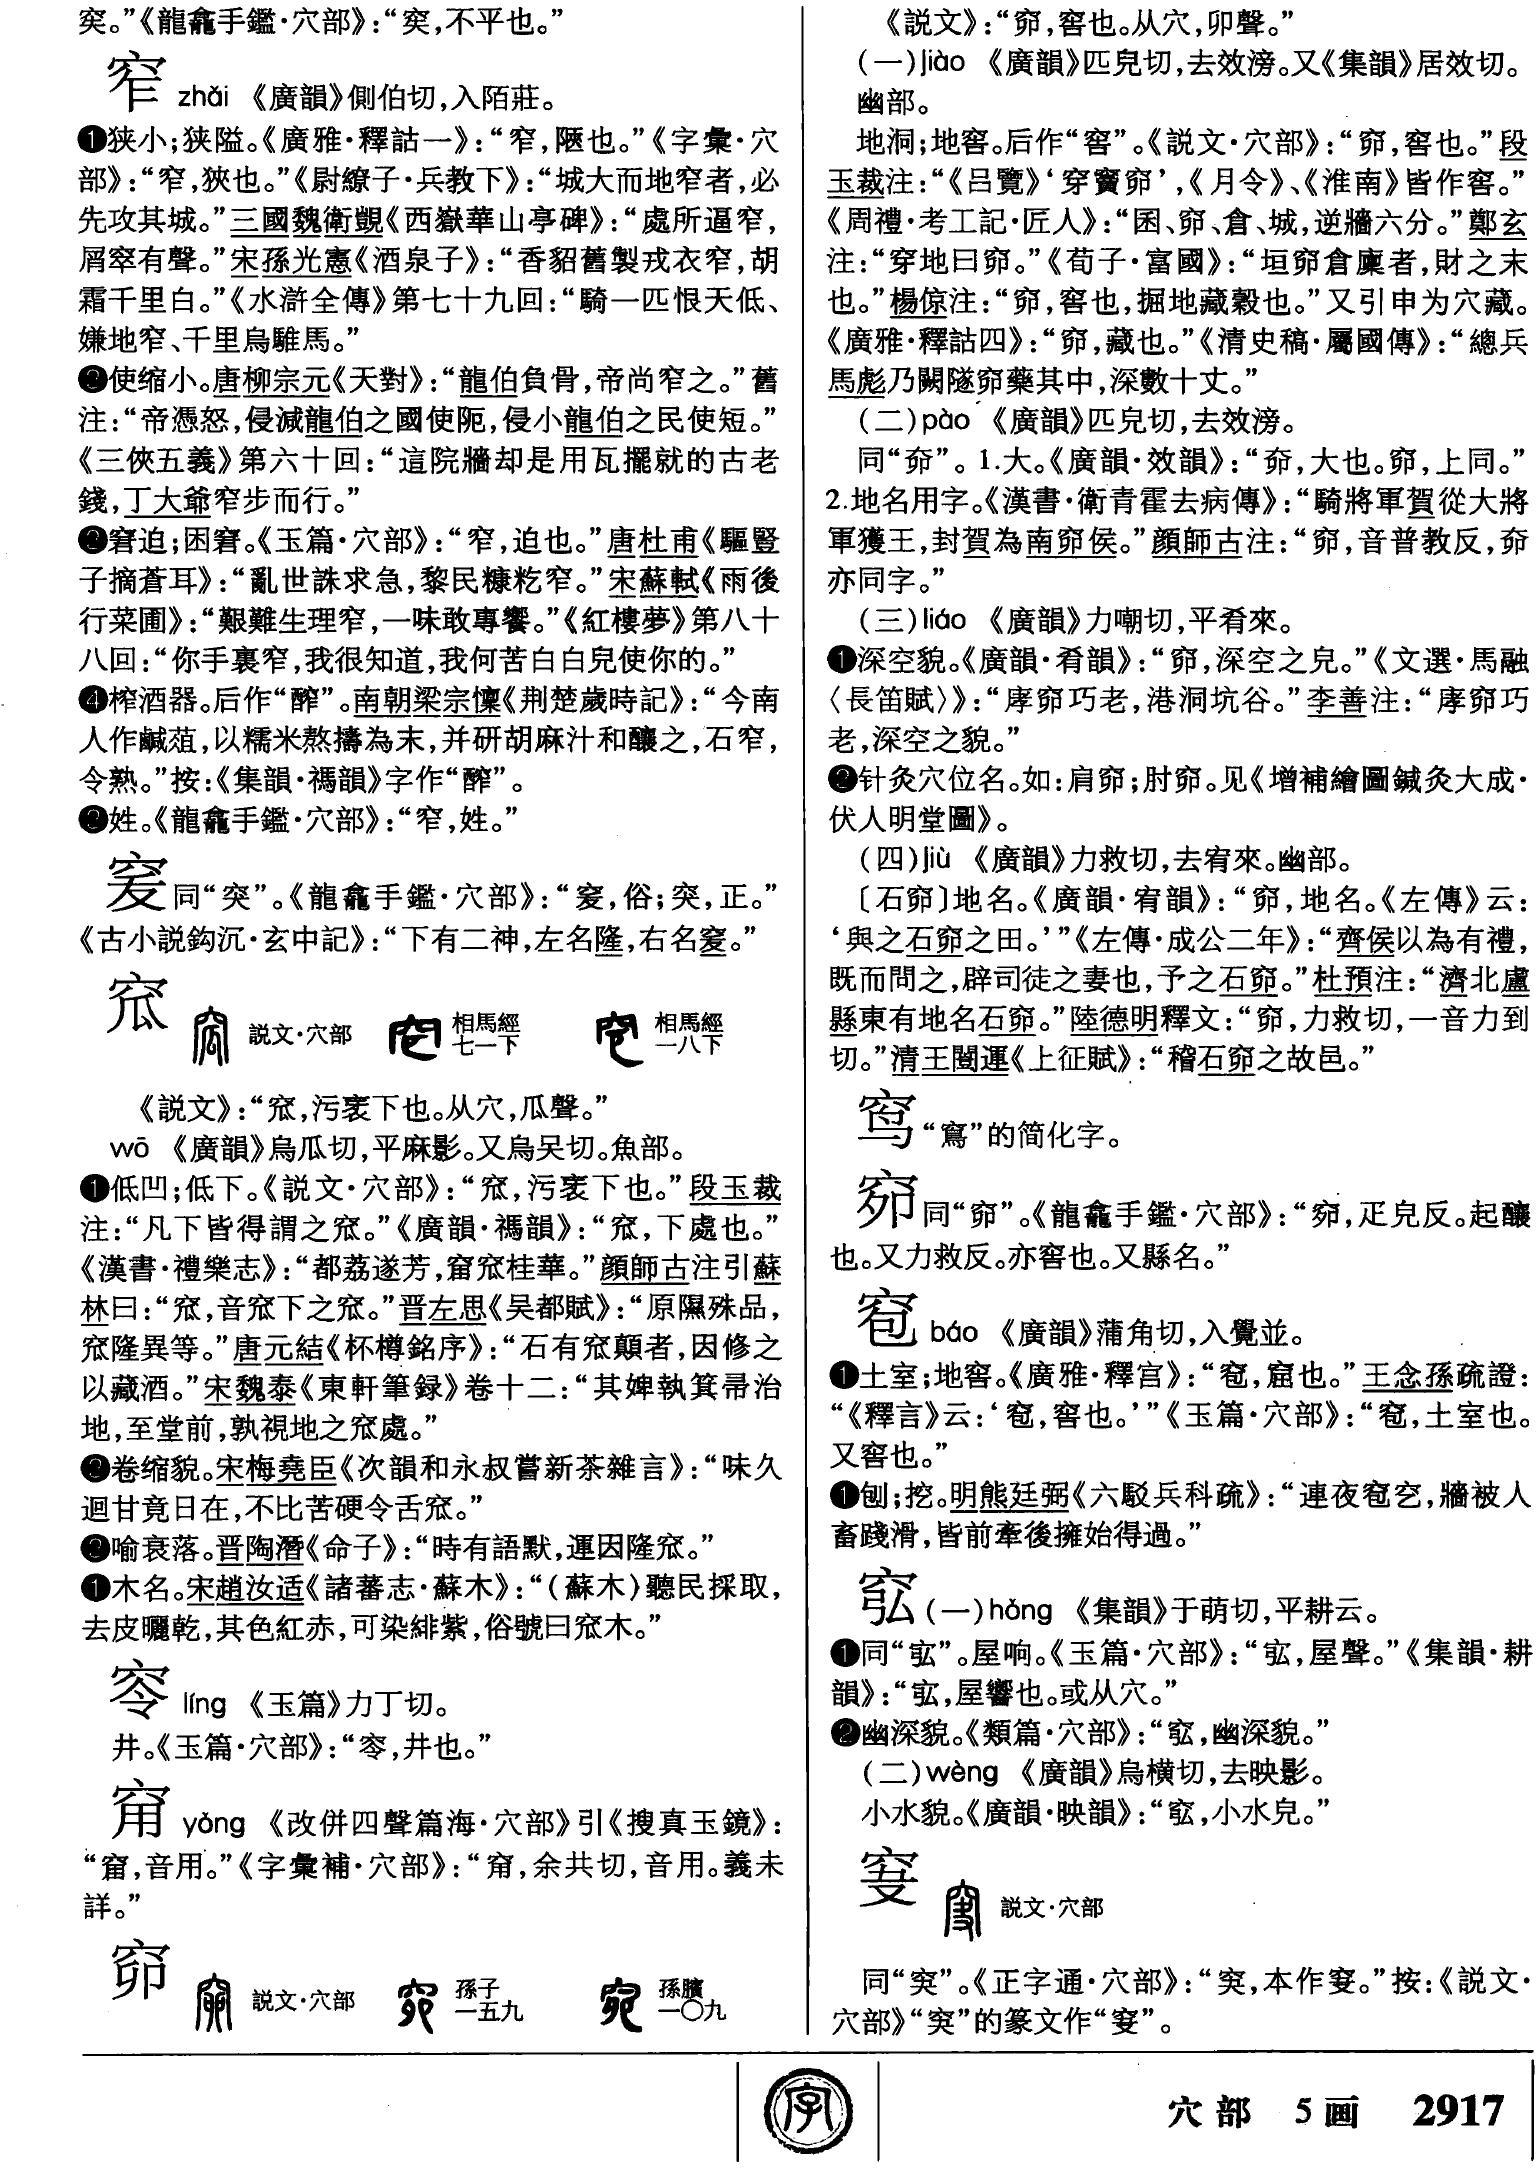 窔。”《龍龕手鑑·穴部》：“窔，不平也。”
窄 zhǎi 《廣韻》側伯切，入陌莊。
❶狭小；狭隘。《廣雅·釋詁一》：“窄，陿也。”《字彙·穴
部》：“窄，狹也。”《尉繚子·兵教下》：“城大而地窄者，必
先攻其城。”三國魏衛覬《西嶽華山亭碑》：“處所逼窄，
屑窣有聲。”宋孫光憲《酒泉子》：“香貂舊製戎衣窄，胡
霜千里白。”《水滸全傳》第七十九回：“騎一匹恨天低、
嫌地窄、千里烏騅馬。”
❷使缩小。唐柳宗元《天對》：“龍伯負骨，帝尚窄之。”舊
注：“帝憑怒，侵減龍伯之國使阨，侵小龍伯之民使短。”
《三俠五義》第六十回：“這院牆却是用瓦擺就的古老
錢，丁大爺窄步而行。”
❸窘迫；困窘。《玉篇·穴部》：“窄，迫也。”唐杜甫《驅豎
子摘蒼耳》：“亂世誅求急，黎民糠籺窄。”宋蘇軾《雨後
行菜圃》：“艱難生理窄，一味敢專饗。”《紅樓夢》第八十
八回：“你手裏窄，我很知道，我何苦白白兒使你的。”
❹榨酒器。后作“醡”。南朝梁宗懍《荆楚歲時記》：“今南
人作鹹菹，以糯米熬擣為末，并研胡麻汁和釀之，石窄，
令熟。”按：《集韻·禡韻》字作“醡”。
❷姓。《龍龕手鑑·穴部》：“窄，姓。”
同“突”。《龍龕手鑑·穴部》：“俗；突，正。”
《古小説鈎沉·玄中記》：“下有二神，左名隆，右名窔。”
窊 説文·穴部 相馬經七一下 相馬經一八下
《説文》：“窊，污衺下也。从穴，瓜聲。”
wō 《廣韻》烏瓜切，平麻影。又烏吴切。魚部。
❶低凹；低下。《説文·穴部》：“窊，污衺下也。”段玉裁
注：“凡下皆得謂之窊。”《廣韻·禡韻》：“窊，下處也。”
《漢書·禮樂志》：“都荔遂芳，窅窊桂華。”顔師古注引蘇
林曰：“窊，音窊下之窊。”晋左思《吴都賦》：“原隰殊品，
窊隆異等。”唐元結《杯樽銘序》：“石有窊顛者，因修之
以藏酒。”宋魏泰《東軒筆録》卷十二：“其婢執箕帚治
地，至堂前，孰視地之窊處。”
❷卷缩貌。宋梅堯臣《次韻和永叔嘗新茶雜言》：“味久
迴甘竟日在，不比苦硬令舌窊。”
❷喻衰落。晋陶潛《命子》：“時有語默，運因隆窊。”
❶木名。宋趙汝适《諸蕃志·蘇木》：“（蘇木）聽民採取，
去皮曬乾，其色紅赤，可染緋紫，俗號曰窊木。”
笭 líng 《玉篇》力丁切。
井。《玉篇·穴部》：“井也。”
yǒng 《改併四聲篇海·穴部》引《搜真玉鏡》：
“音用。”《字彙補·穴部》：“余共切，音用。義未
詳。”
窌 説文·穴部 孫子一五九 孫臏一〇九
《説文》：“窌，窖也。从穴，卯聲。”
（一）jiào 《廣韻》匹皃切，去效滂。又《集韻》居效切。
幽部。
地洞；地窖。后作“窖”。《説文·穴部》：“窌，窖也。”段
玉裁注：“《吕覽》‘穿竇窌’，《月令》、《淮南》皆作窖。”
《周禮·考工記·匠人》：“囷、窌、倉、城，逆牆六分。”鄭玄
注：“穿地曰窌。”《荀子·富國》：“垣窌倉廩者，財之末
也。”楊倞注：“窌，窖也，掘地藏穀也。”又引申为穴藏。
《廣雅·釋詁四》：“窌，藏也。”《清史稿·屬國傳》：“總兵
馬彪乃闕隧窌藥其中，深數十丈。”
（二）pào 《廣韻》匹皃切，去效滂。
同“奅”。1.大。《廣韻·效韻》：“奅，大也。窌，上同。”
2.地名用字。《漢書·衛青霍去病傳》：“騎將軍賀從大將
軍獲王，封賀為南窌侯。”顔師古注：“窌，音普教反，奅
亦同字。”
（三）liáo 《廣韻》力嘲切，平肴來。
❶深空貌。《廣韻·肴韻》：“窌，深空之皃。”《文選·馬融
〈長笛賦〉》：“庨窌巧老，港洞坑谷。”李善注：“庨窌巧
老，深空之貌。”
❷针灸穴位名。如：肩窌；肘窌。见《增補繪圖鍼灸大成·
伏人明堂圖》。
（四）jiù 《廣韻》力救切，去宥來。幽部。
〔石窌〕地名。《廣韻·宥韻》：“窌，地名。《左傳》云：
‘與之石窌之田。’”《左傳·成公二年》：“齊侯以為有禮，
既而問之，辟司徒之妻也，予之石窌。”杜預注：“濟北盧
縣東有地名石窌。”陸德明釋文：“窌，力救切，一音力到
切。”清王闓運《上征賦》：“稽石窌之故邑。”
窎 “窵”的简化字。
同“窌”。《龍龕手鑑·穴部》：“疋皃反。起釀
也。又力救反。亦窖也。又縣名。”
窇 báo 《廣韻》蒲角切，入覺並。
❶土室；地窖。《廣雅·釋宫》：“窇，窟也。”王念孫疏證：
“《釋言》云：‘窇，窖也。’”《玉篇·穴部》：“窇，土室也。
又窖也。”
❶刨；挖。明熊廷弼《六駁兵科疏》：“連夜窇穵，牆被人
畜踐滑，皆前牽後擁始得過。”
（一）hǒng 《集韻》于萌切，平耕云。
❶同“宖”。屋响。《玉篇·穴部》：“屋聲。”《集韻·耕
韻》：“宖，屋響也。或从穴。”
❷幽深貌。《類篇·穴部》：“幽深貌。”
（二）wèng 《廣韻》烏横切，去映影。
小水貌。《廣韻·映韻》：“小水皃。”
説文·穴部
同“突”。《正字通·穴部》：“突，本作。”按：《説文·
穴部》“突”的篆文作。
字
穴部 5画 2917